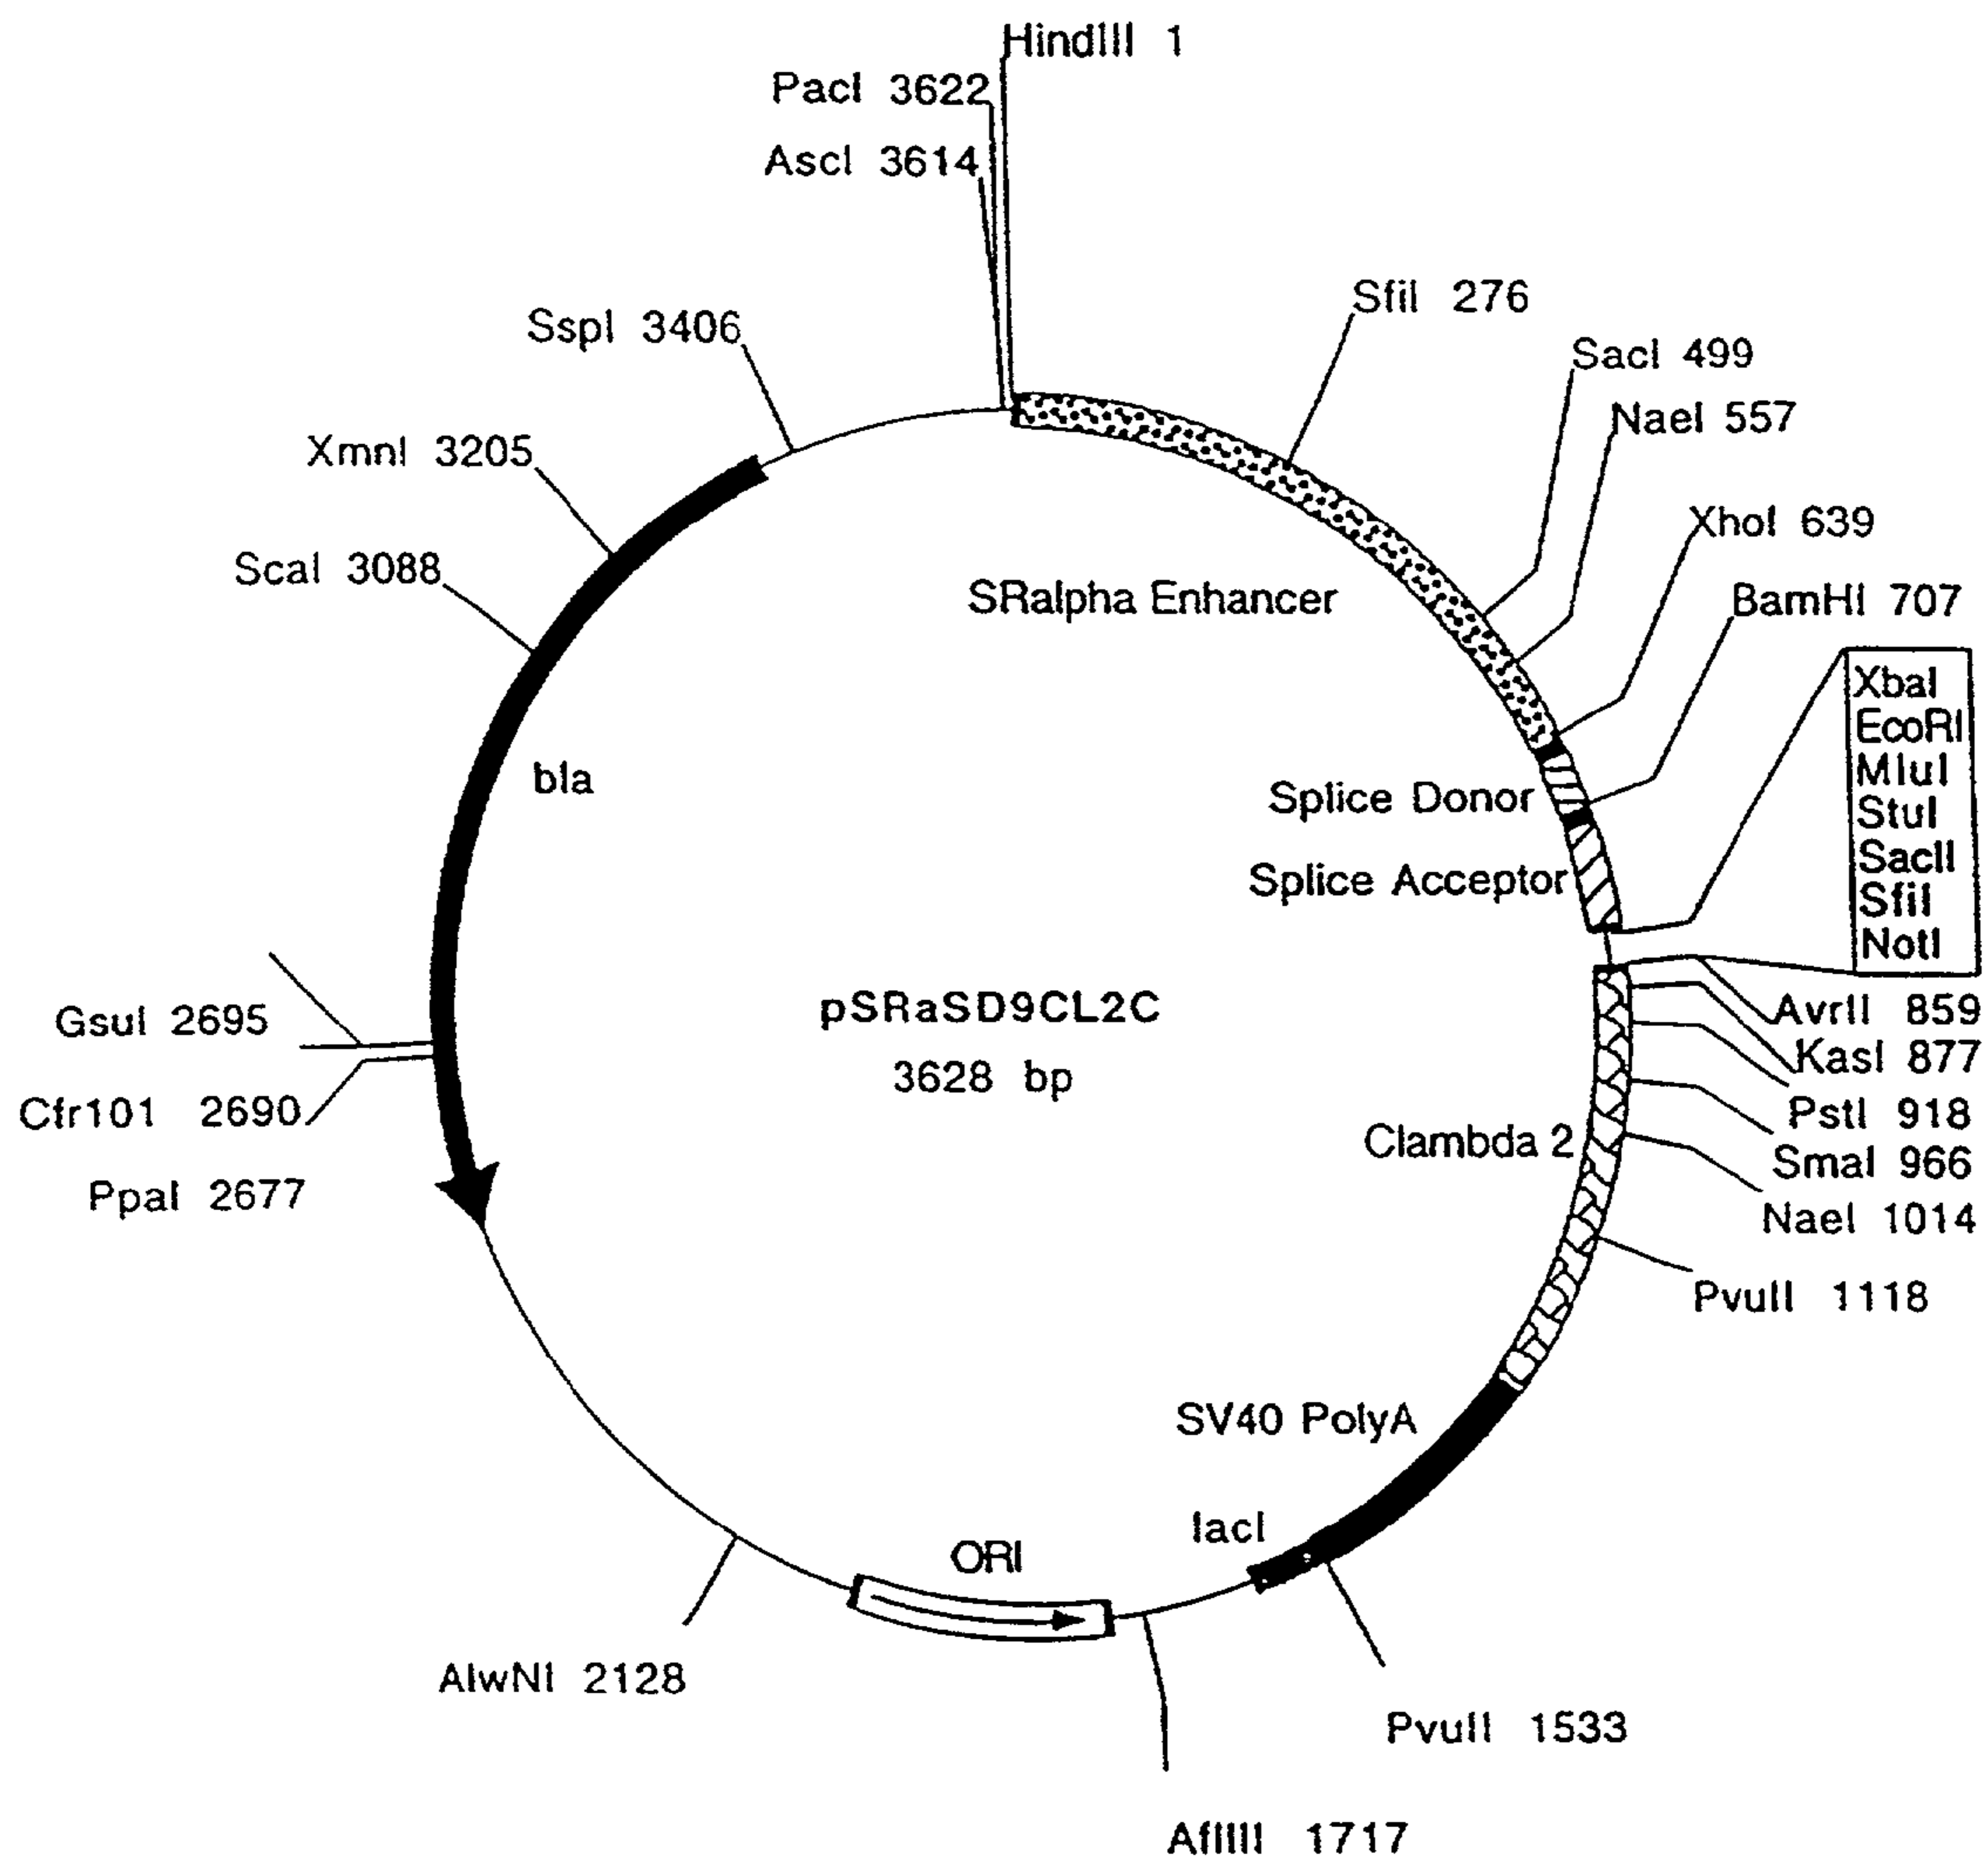 HindIII 1
PacI 3622
AscI 3614
SfiI 276
SspI 3406
SacI 499
NaeI 557
XmnI 3205
XhoI 639
ScaI 3088
SRalpha Enhancer
BamHI 707
XbaI
EcoRI
MluI
StuI
SacII
SfiI
NotI
bla
Splice Donor
Splice Acceptor
pSRaSD9CL2C
3628 bp
GsuI 2695
AvrII 859
KasI 877
Cfr101 2690
PstI 918
Clambda 2
SmaI 966
PpaI 2677
NaeI 1014
PvuII 1118
SV40 PolyA
lacI
ORI
AlwNI 2128
PvuII 1533
AflIII 1717